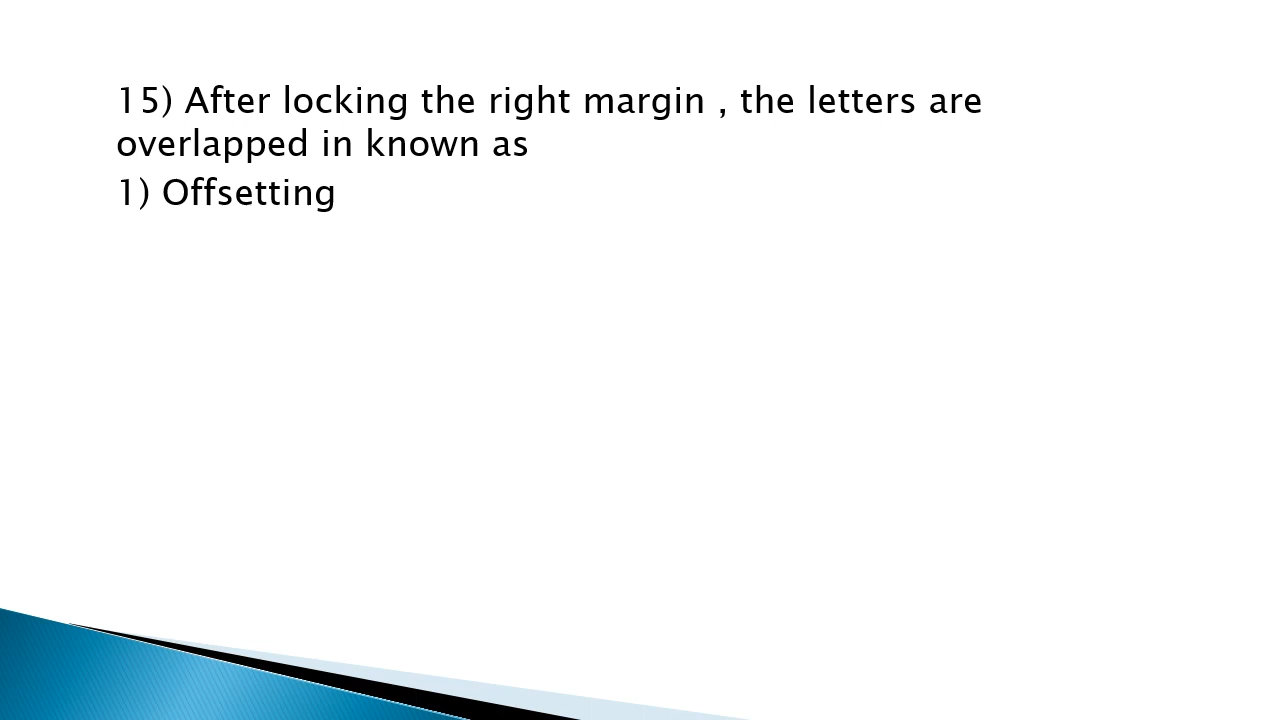 15) After locking the right margin , the letters are
overlapped in known as
1) Offsetting